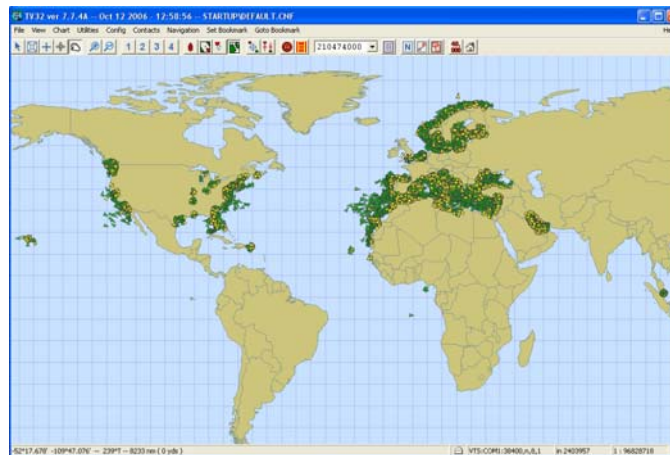 TV32 ver 7.7.4A -- Oct 12 2006 - 12:58:56 -- STARTUP\DEFAULT.CNF
File View Chart Utilities Config Contacts Navigation Set Bookmark Goto Bookmark He
1 2 3 4 210474000 N
-52°17.678' -109°47.076' -- 239°T -- 8233 nm ( 0 yds ) VTS:COM1:38400,n,8,1 in 2403957 1 : 96828718